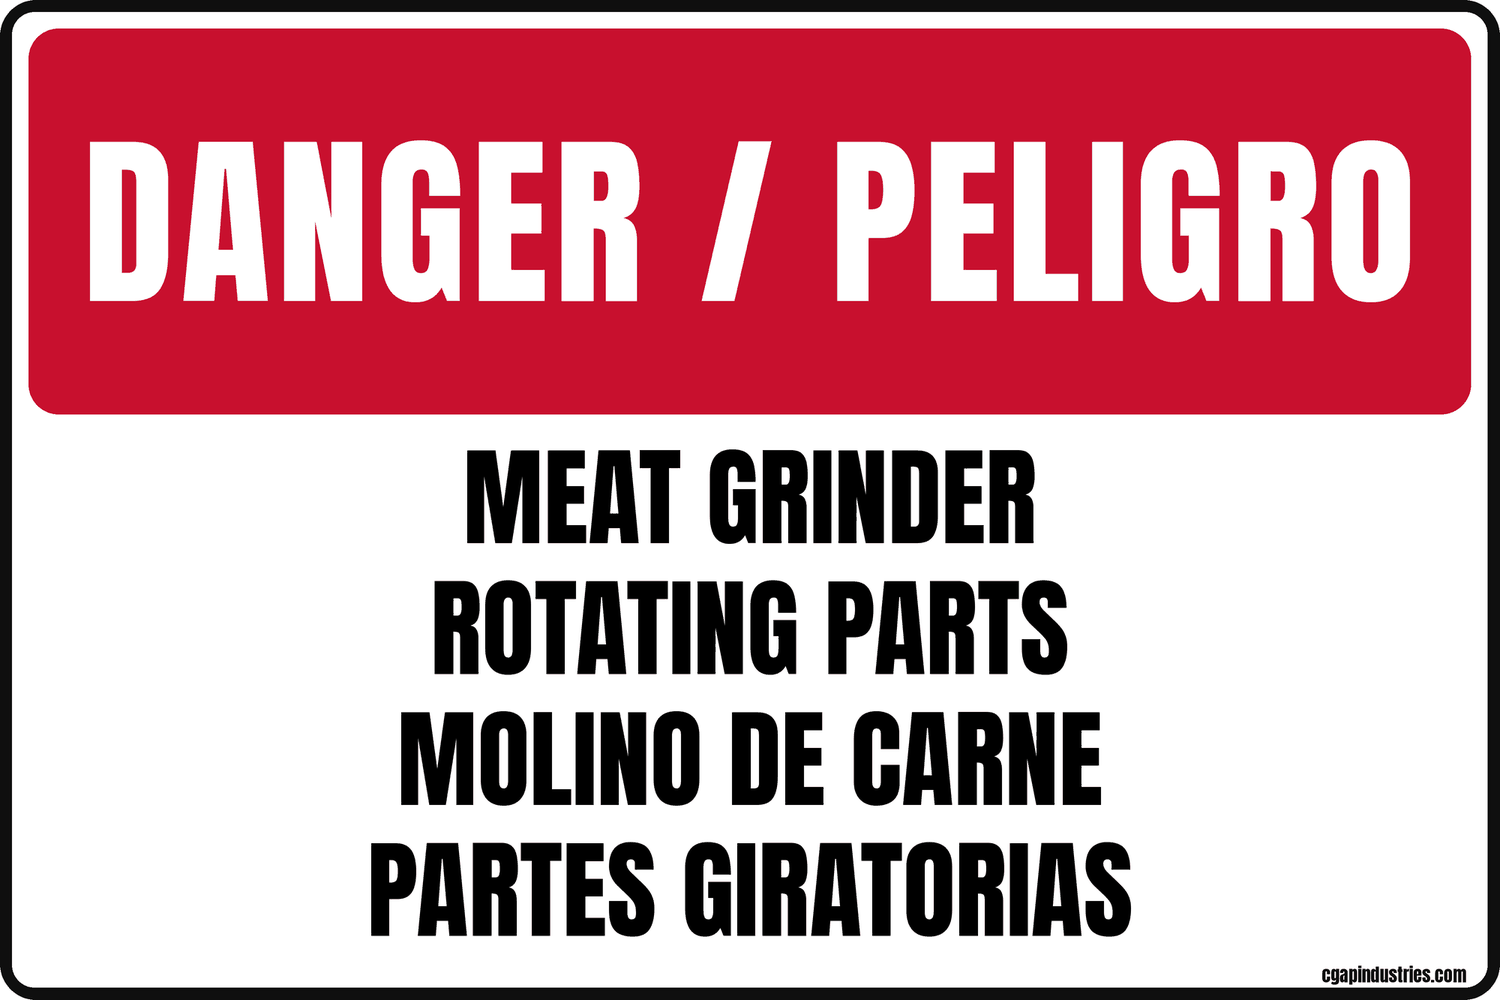 DANGER / PELIGRO
MEAT GRINDER
ROTATING PARTS
MOLINO DE CARNE
PARTES GIRATORIAS
cgapindustries.com